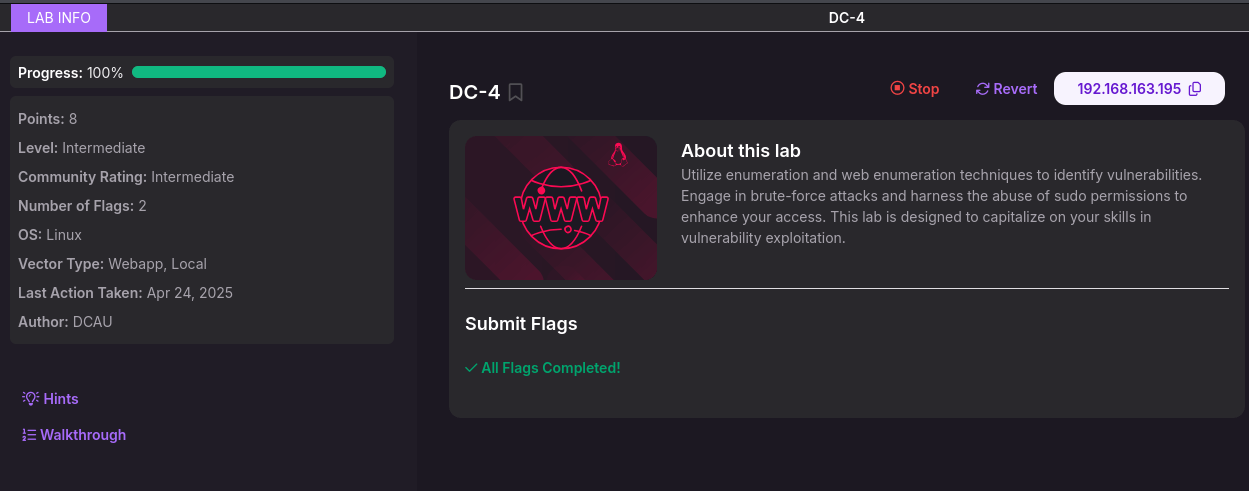 LAB INFO
DC-4
Progress: 100%
Points: 8
Level: Intermediate
Community Rating: Intermediate
Number of Flags: 2
OS: Linux
Vector Type: Webapp, Local
Last Action Taken: Apr 24, 2025
Author: DCAU
Hints
Walkthrough
DC-4
Stop
Revert
192.168.163.195
WWWW
About this lab
Utilize enumeration and web enumeration techniques to identify vulnerabilities.
Engage in brute-force attacks and harness the abuse of sudo permissions to
enhance your access. This lab is designed to capitalize on your skills in
vulnerability exploitation.
Submit Flags
All Flags Completed!